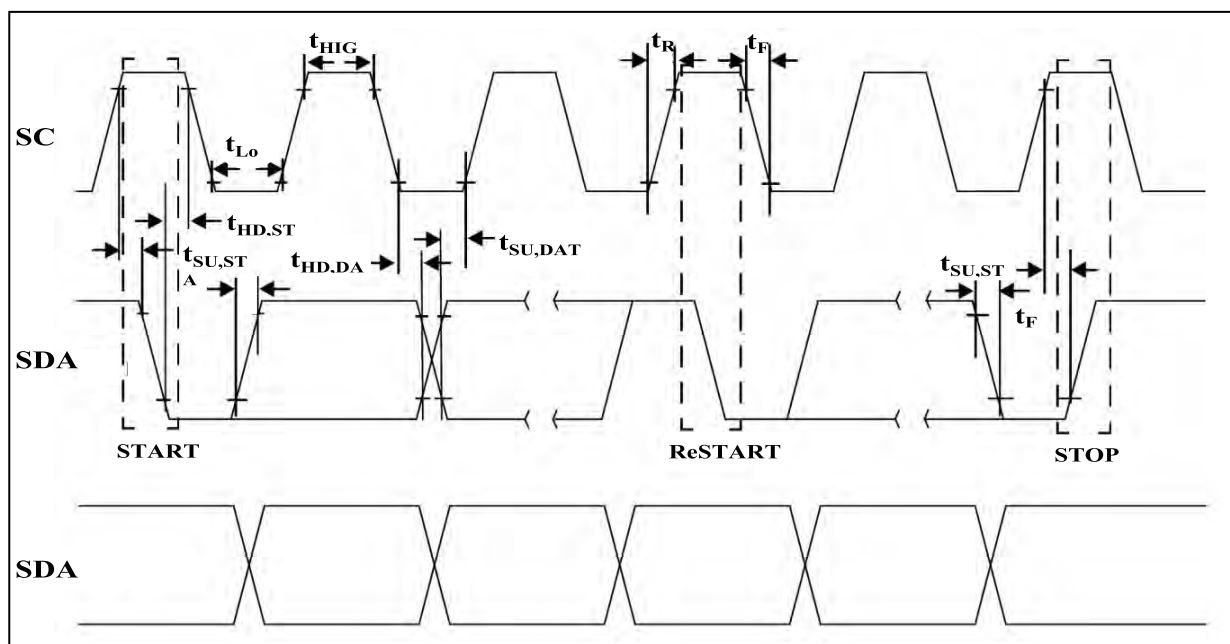 tHIG
tR
tF
SC
tLo
tHD,ST
tSU,ST
A
tHD,DA
tSU,DAT
tSU,ST
tF
SDA
START
ReSTART
STOP
SDA